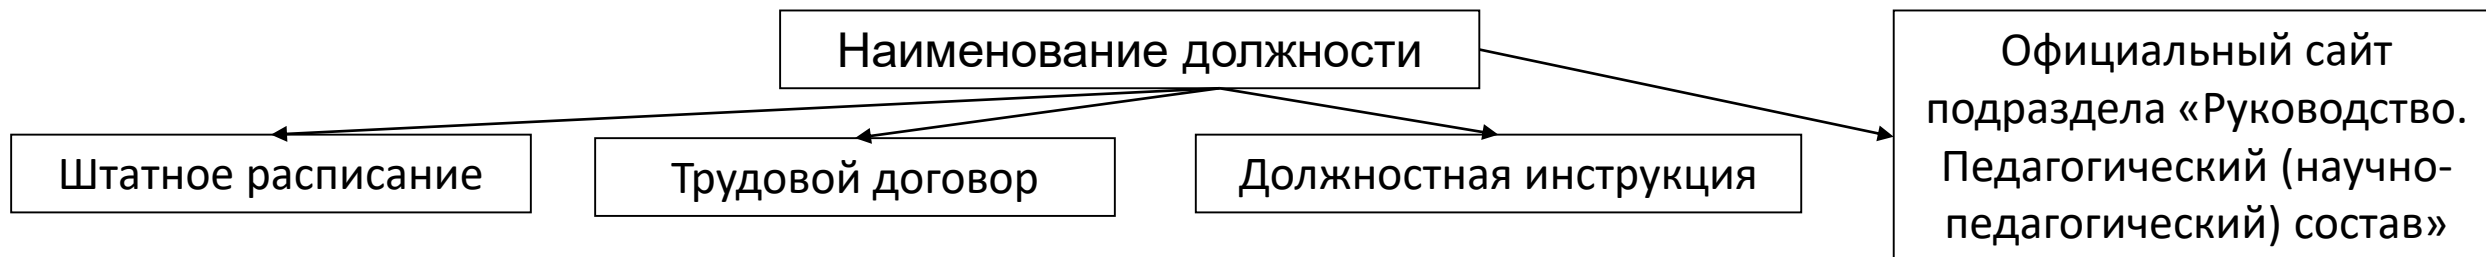 Наименование должности
Штатное расписание
Трудовой договор
Должностная инструкция
Официальный сайт
подраздела «Руководство.
Педагогический (научно-
педагогический) состав»